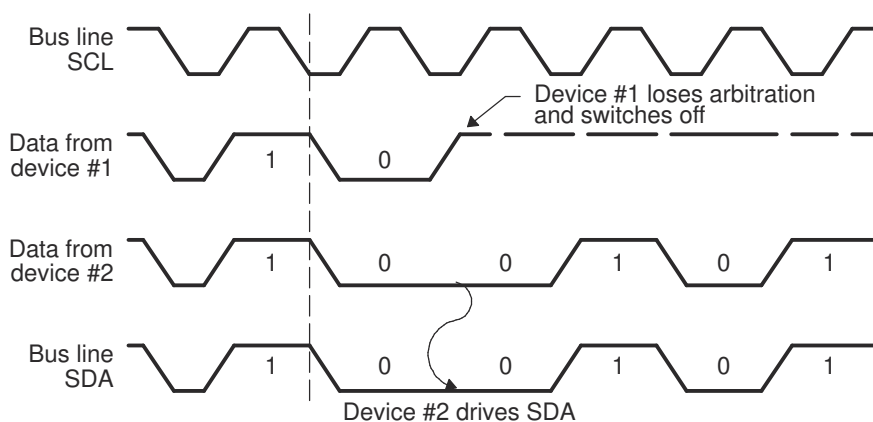 Bus line
SCL
Device #1 loses arbitration
and switches off
Data from
device #1
1 0
Data from
device #2
1 0 0 1 0 1
Bus line
SDA
1 0 0 1 0 1
Device #2 drives SDA